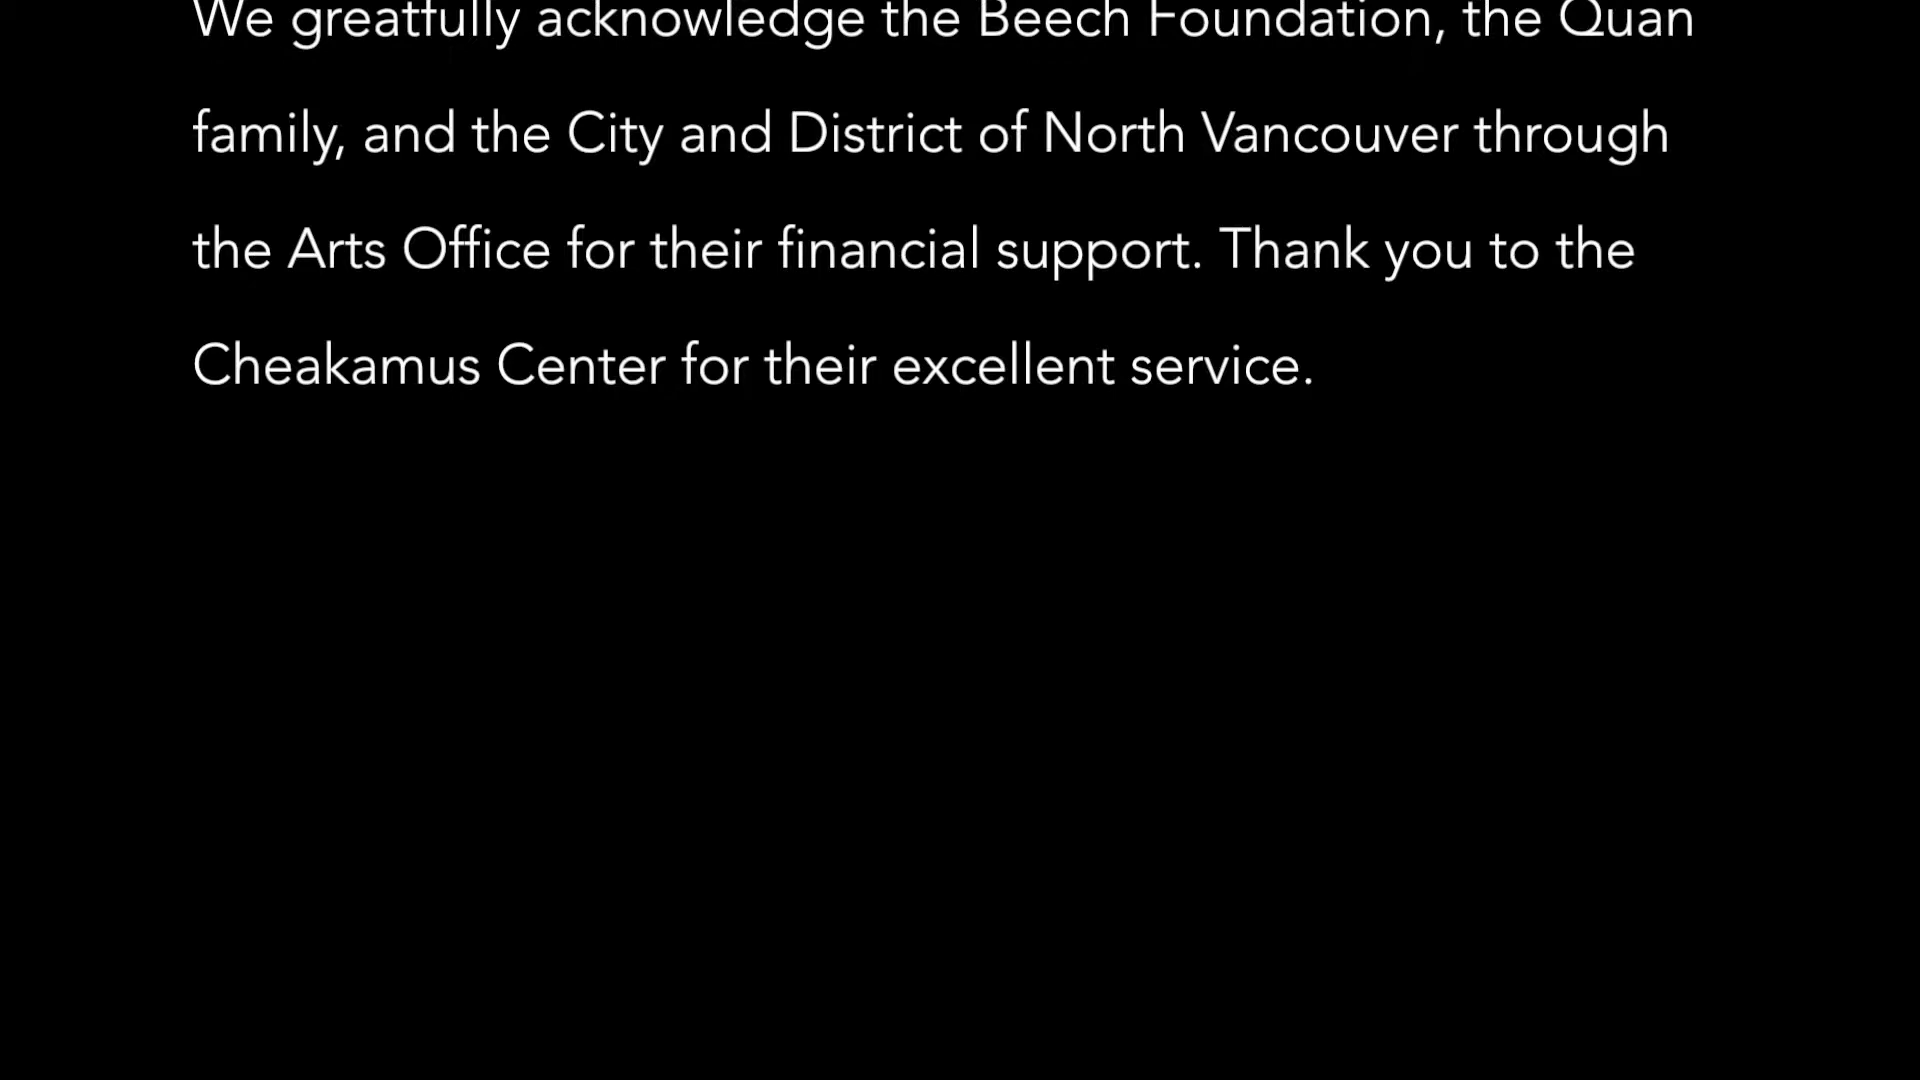 We greatfully acknowledge the Beech Foundation, the Quan
family, and the City and District of North Vancouver through
the Arts Office for their financial support. Thank you to the
Cheakamus Center for their excellent service.